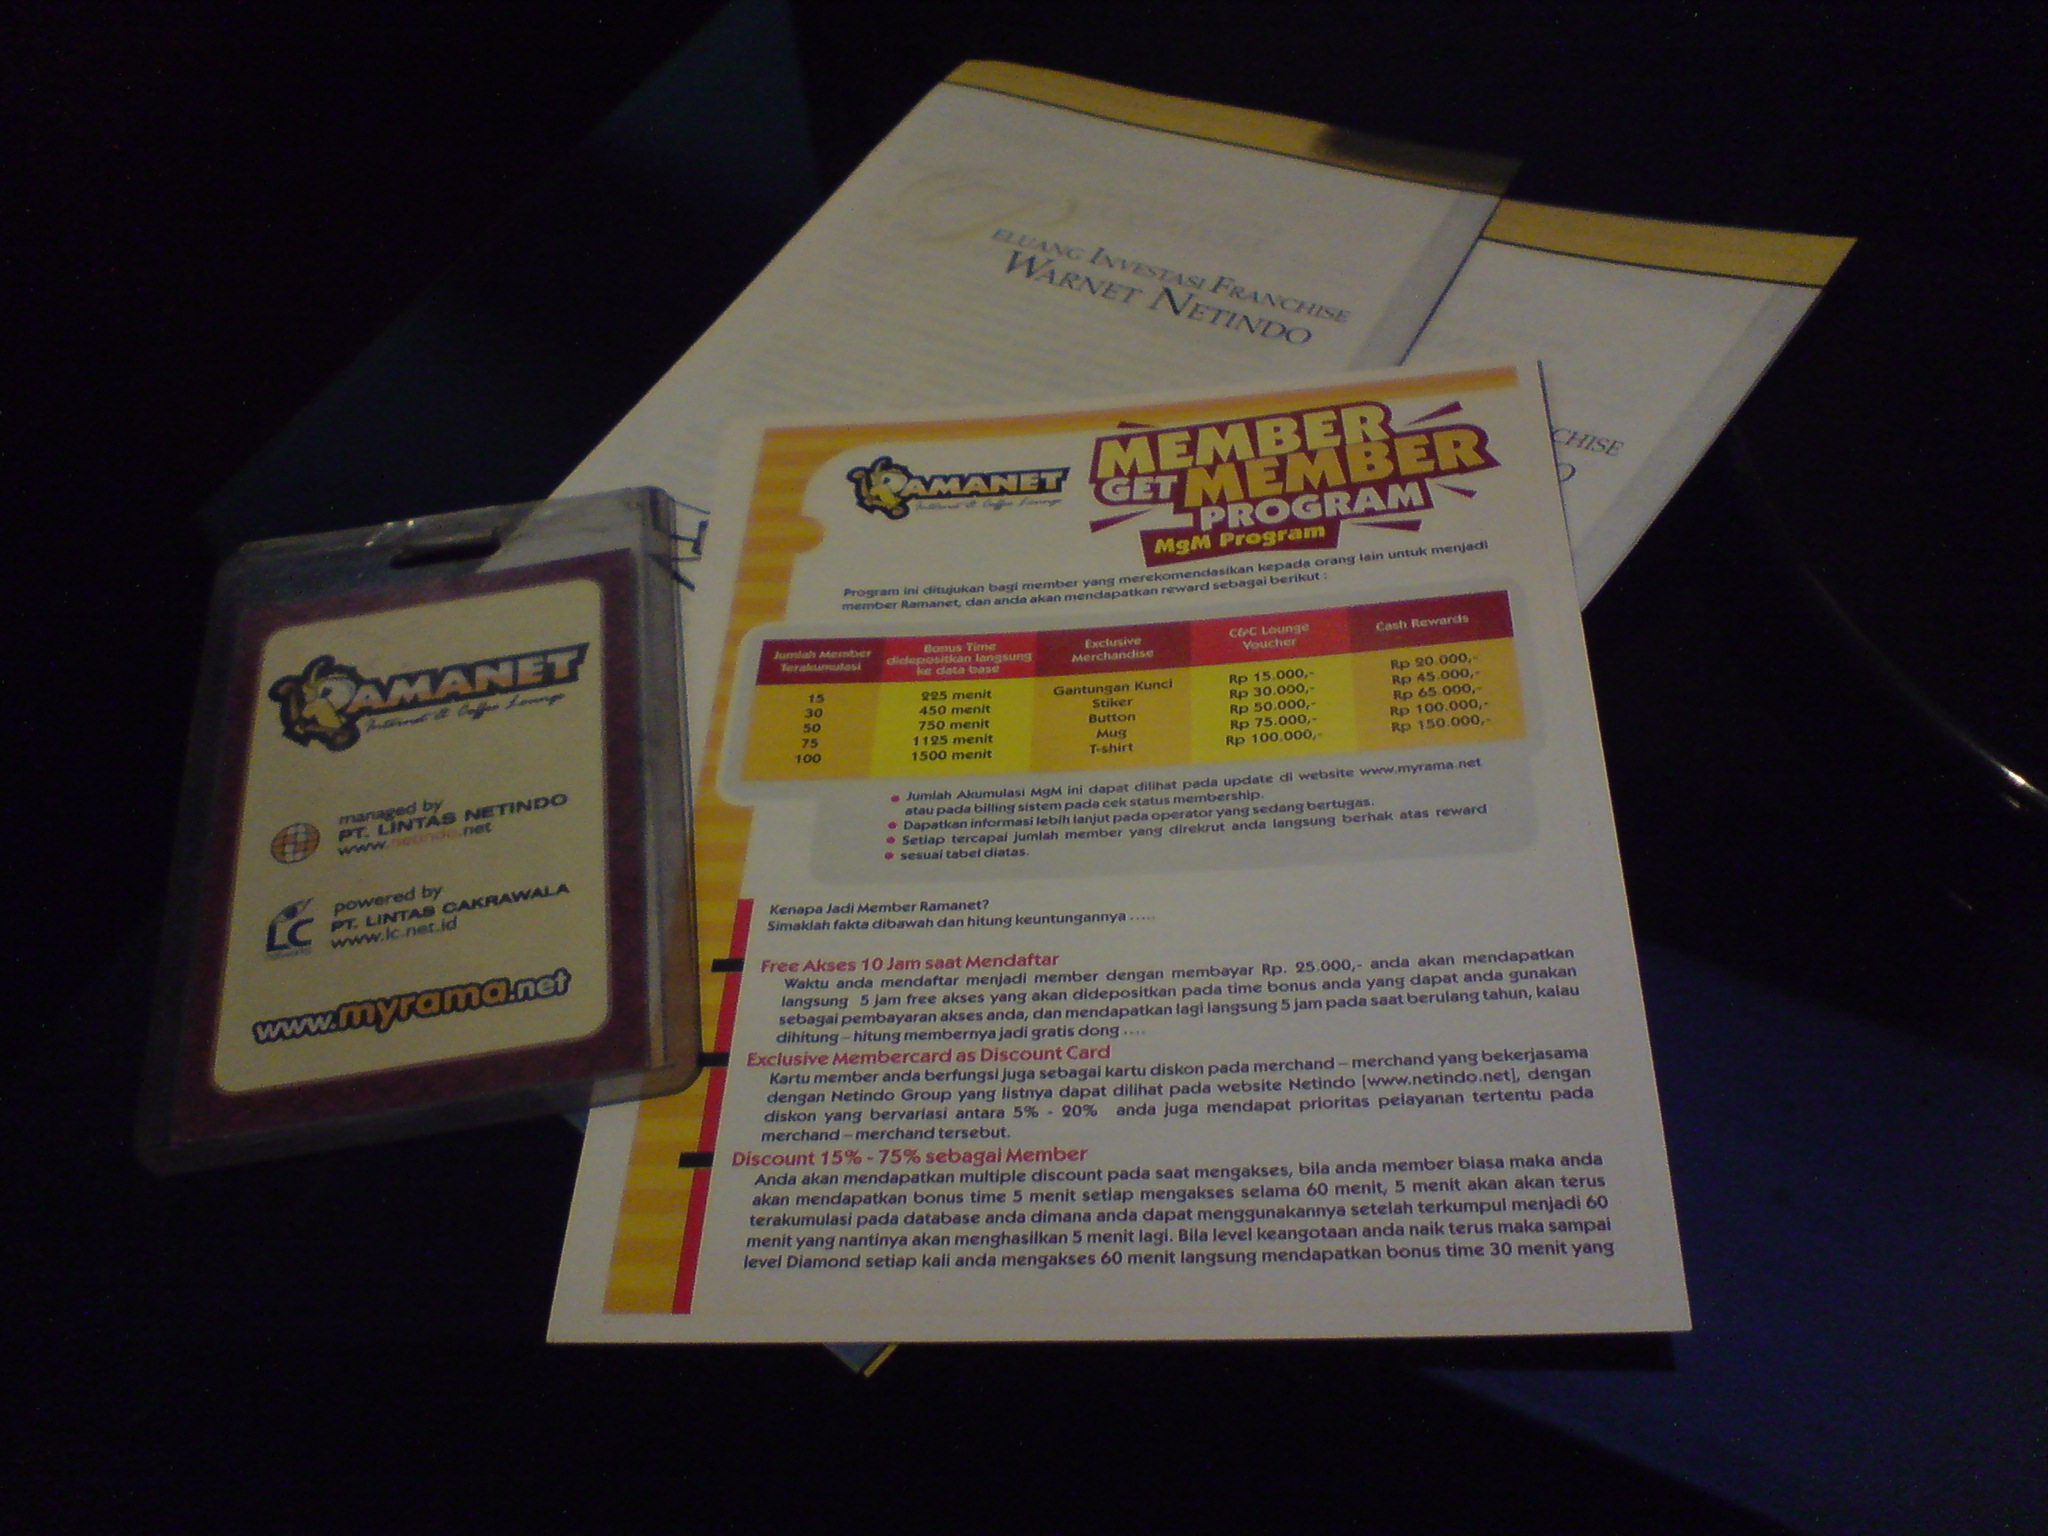 PELUANG INVESTASI FRANCHISE
WARNET NETINDO
CHISE
RAMANET
Internet & Coffee Lounge
MEMBER
GET MEMBER
PROGRAM
MgM Program
Program ini ditujukan bagi member yang merekomendasikan kepada orang lain untuk menjadi
member Ramanet, dan anda akan mendapatkan reward sebagai berikut :
Jumlah Member Terakumulasi | Bonus Time dideposit­kan langsung ke data base | Exclusive Merchandise | C&C Lounge Voucher | Cash Rewards
15 225 menit Gantungan Kunci Rp 15.000,- Rp 20.000,-
30 450 menit Stiker Rp 30.000,- Rp 45.000,-
50 750 menit Button Rp 50.000,- Rp 65.000,-
75 1125 menit Mug Rp 75.000,- Rp 100.000,-
100 1500 menit T-shirt Rp 100.000,- Rp 150.000,-
Jumlah Akumulasi MgM ini dapat dilihat pada update di website www.myrama.net
atau pada billing sistem pada cek status membership.
Dapatkan informasi lebih lanjut pada operator yang sedang bertugas.
Setiap tercapai jumlah member yang direkrut anda langsung berhak atas reward
sesuai tabel diatas.
Kenapa Jadi Member Ramanet?
Simaklah fakta dibawah dan hitung keuntungannya .....
Free Akses 10 Jam saat Mendaftar
Waktu anda mendaftar menjadi member dengan membayar Rp. 25.000,- anda akan mendapatkan
langsung 5 jam free akses yang akan dideposit­kan pada time bonus anda yang dapat anda gunakan
sebagai pembayaran akses anda, dan mendapatkan lagi langsung 5 jam pada saat berulang tahun, kalau
dihitung – hitung membernya jadi gratis dong ....
Exclusive Membercard as Discount Card
Kartu member anda berfungsi juga sebagai kartu diskon pada merchand – merchand yang bekerjasama
dengan Netindo Group yang listnya dapat dilihat pada website Netindo [www.netindo.net], dengan
diskon yang bervariasi antara 5% - 20% anda juga mendapat prioritas pelayanan tertentu pada
merchand – merchand tersebut.
Discount 15% - 75% sebagai Member
Anda akan mendapatkan multiple discount pada saat mengakses, bila anda member biasa maka anda
akan mendapatkan bonus time 5 menit setiap mengakses selama 60 menit, 5 menit akan akan terus
terakumulasi pada database anda dimana anda dapat menggunakannya setelah terkumpul menjadi 60
menit yang nantinya akan menghasilkan 5 menit lagi. Bila level keangotaan anda naik terus maka sampai
level Diamond setiap kali anda mengakses 60 menit langsung mendapatkan bonus time 30 menit yang
RAMANET
Internet & Coffee Lounge
managed by
PT. LINTAS NETINDO
www.netindo.net
LC
powered by
PT. LINTAS CAKRAWALA
www.lc.net.id
www.myrama.net